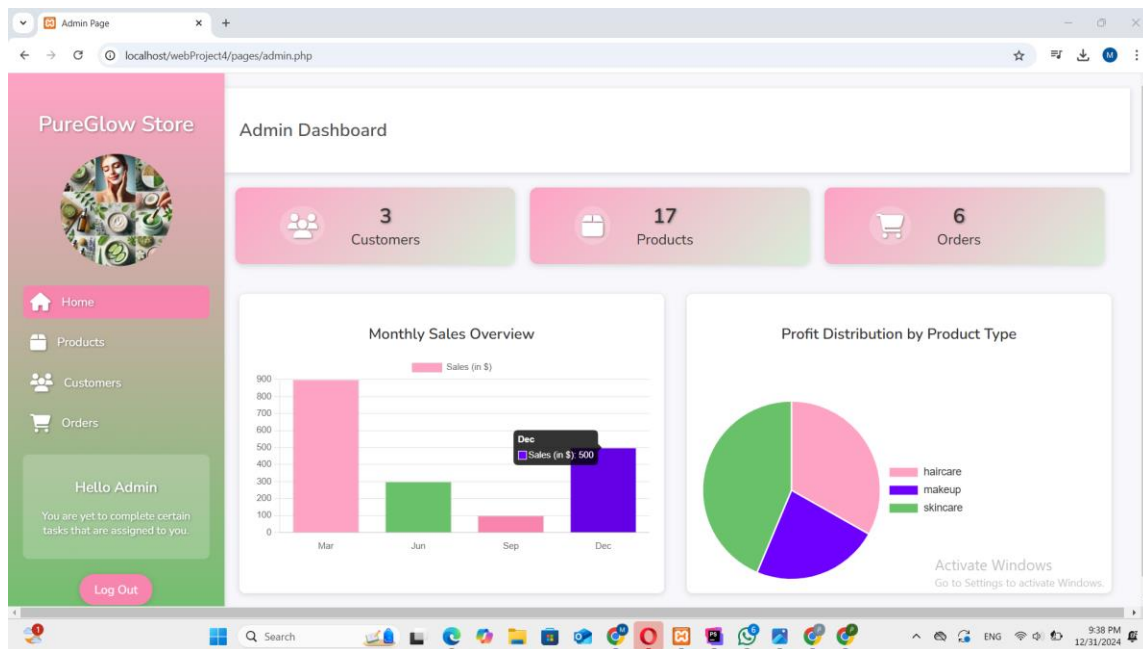 Admin Page
localhost/webProject4/pages/admin.php
M
PureGlow Store
Home
Products
Customers
Orders
Hello Admin
You are yet to complete certain
tasks that are assigned to you.
Log Out
Admin Dashboard
3
Customers
17
Products
6
Orders
Monthly Sales Overview
Sales (in $)
900
800
700
600
500
400
300
200
100
0
Dec
Sales (in $): 500
Mar
Jun
Sep
Dec
Profit Distribution by Product Type
haircare
makeup
skincare
Activate Windows
Go to Settings to activate Windows.
Search
ENG
9:38 PM
12/31/2024